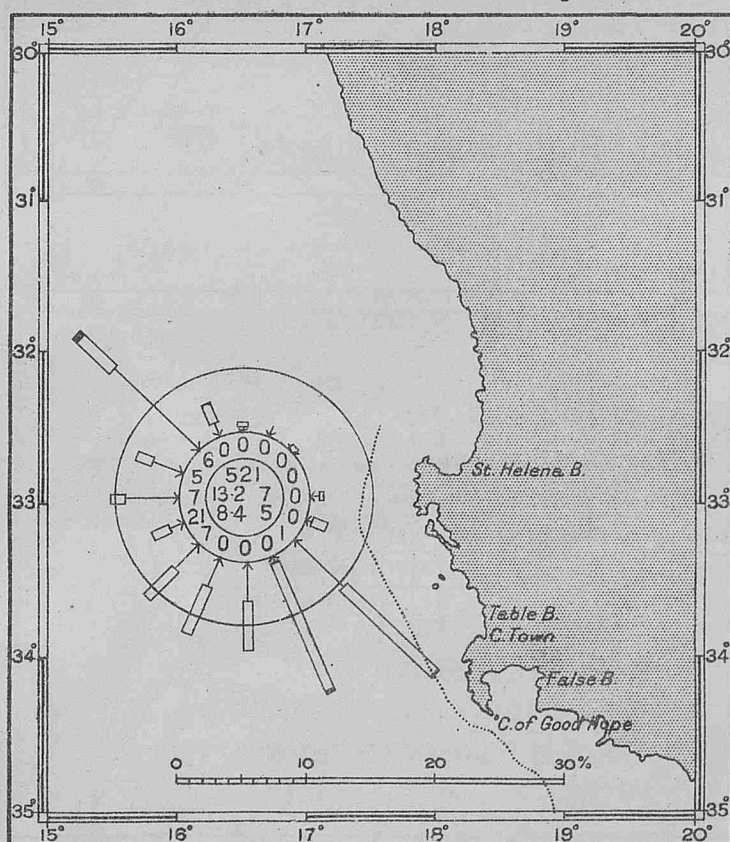 15° 16° 17° 18° 19° 20°
30° 30°
31° 31°
32° 32°
0 0 0 0
6 0
5 521 0
7 13·2 7 0
21 8·4 5 0
7 1
0 0 0
33° 33°
St. Helena B.
Table B.
C. Town
34° 34°
False B.
C. of Good Hope
0 10 20 30%
35° 35°
15° 16° 17° 18° 19° 20°